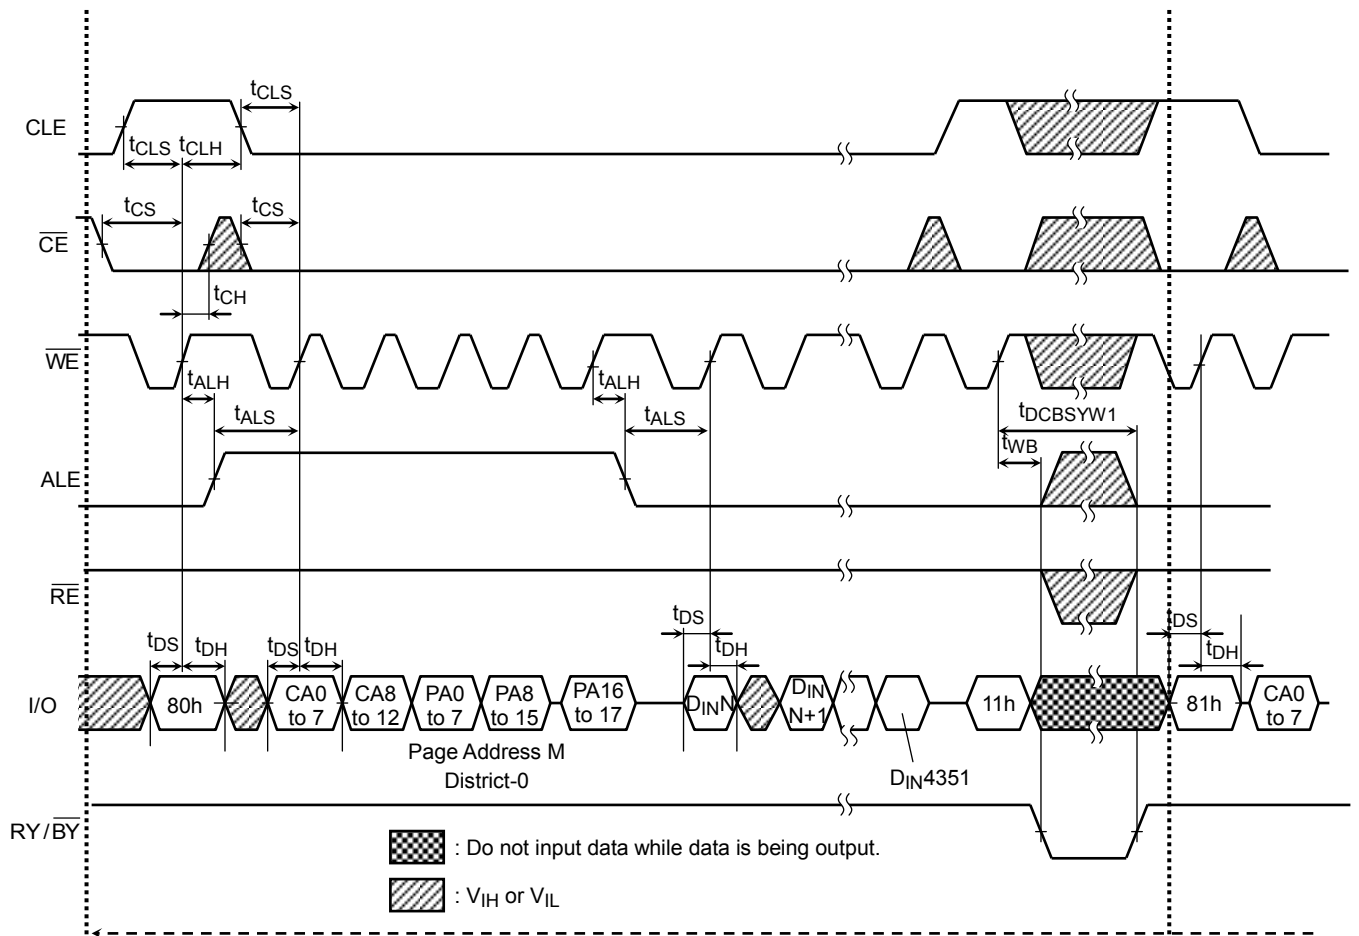 tCLS
CLE
tCLS tCLH
tCS tCS
CE
tCH
WE
tALH tALH
tALS tALS tDCBSYW1
tWB
ALE
RE
tDS tDH tDS tDH tDS tDH tDS tDH
I/O
80h
CA0 to 7
CA8 to 12
PA0 to 7
PA8 to 15
PA16 to 17
DINN
DIN N+1
11h
81h
CA0 to 7
Page Address M
District-0
DIN4351
RY/BY
: Do not input data while data is being output.
: VIH or VIL